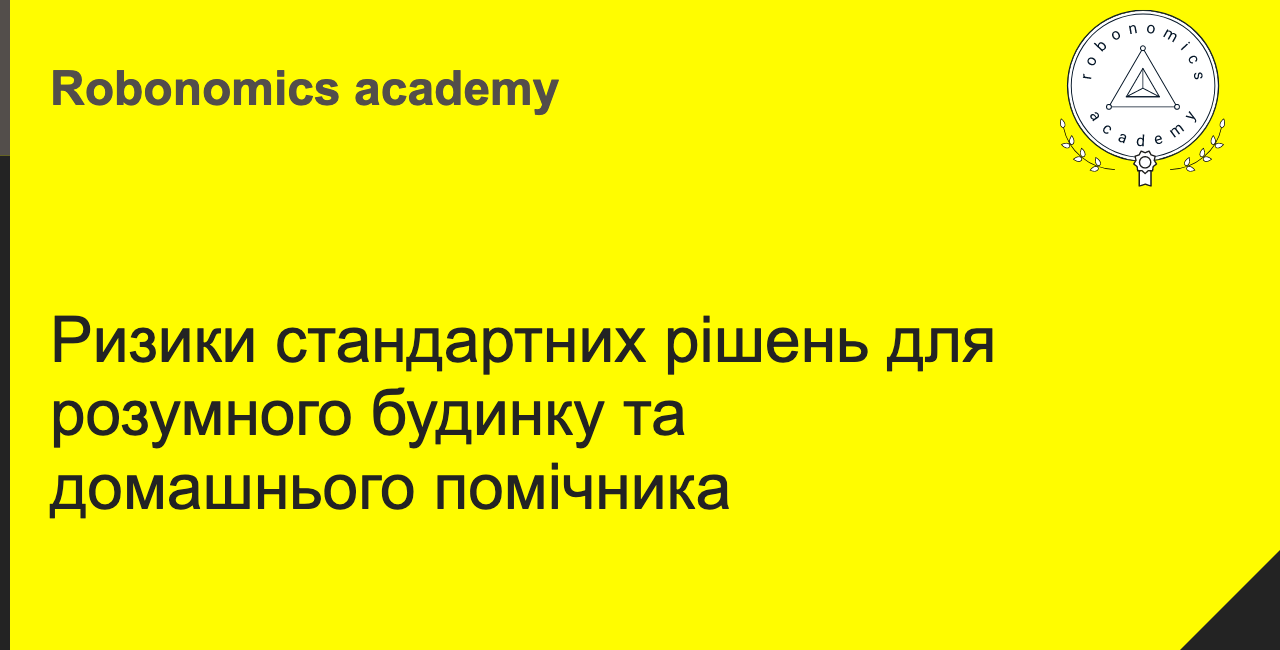 Robonomics academy
robonomics
academy
Ризики стандартних рішень для
розумного будинку та
домашнього помічника